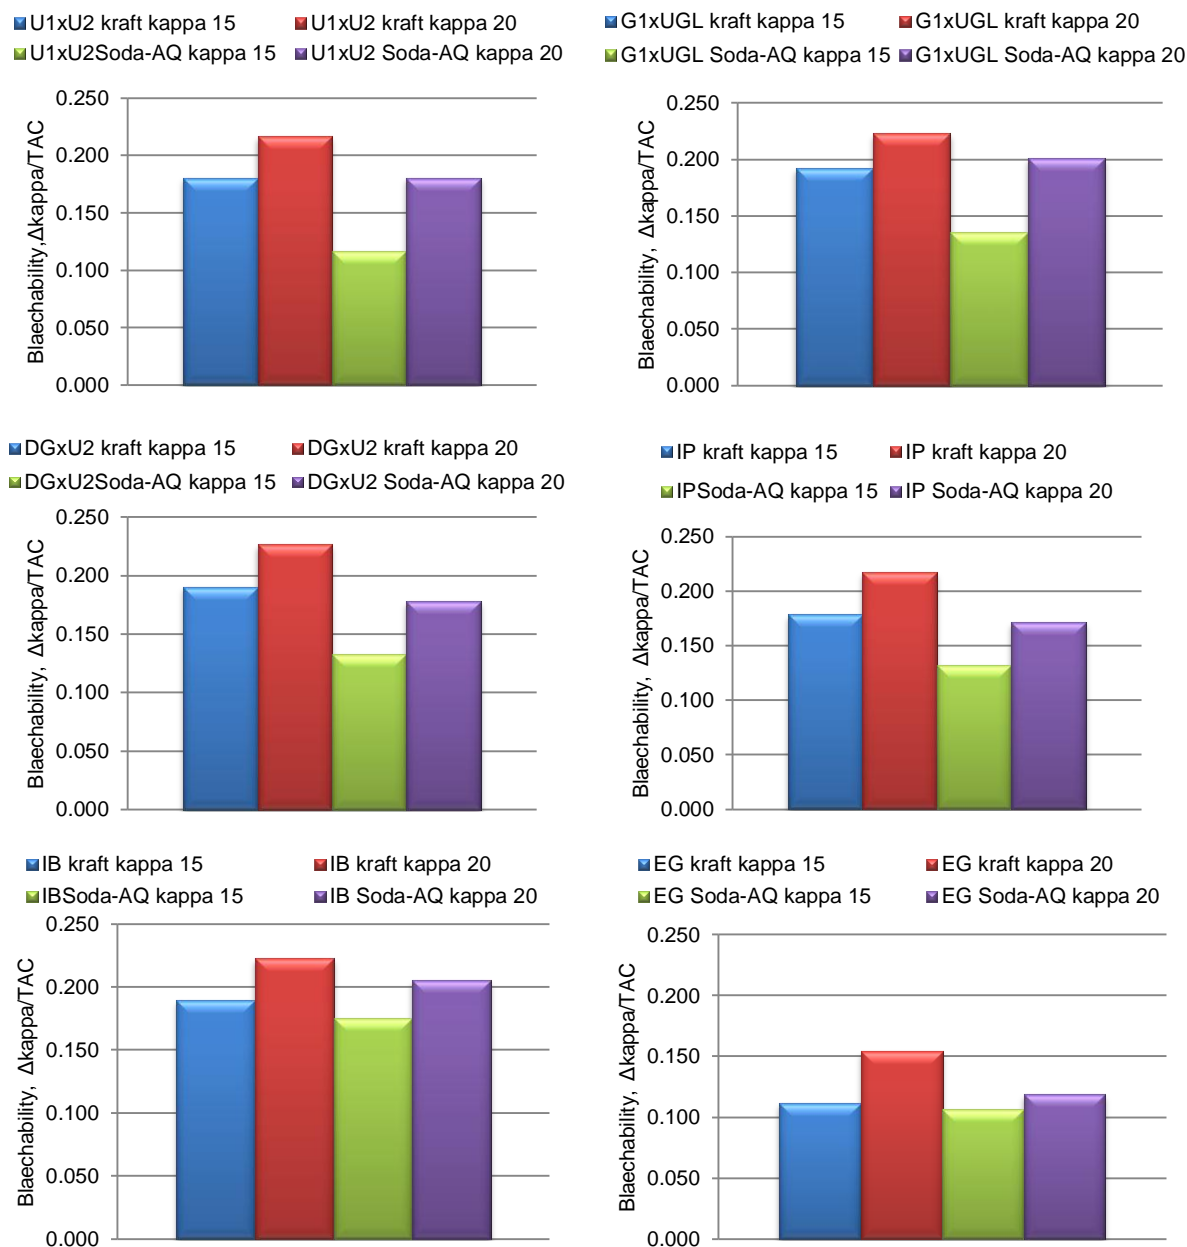 U1xU2 kraft kappa 15 U1xU2 kraft kappa 20
U1xU2Soda-AQ kappa 15 U1xU2 Soda-AQ kappa 20
Blaechability,Δkappa/TAC
0.250
0.200
0.150
0.100
0.050
0.000
G1xUGL kraft kappa 15 G1xUGL kraft kappa 20
G1xUGL Soda-AQ kappa 15 G1xUGL Soda-AQ kappa 20
Blaechability, Δkappa/TAC
0.250
0.200
0.150
0.100
0.050
0.000
DGxU2 kraft kappa 15 DGxU2 kraft kappa 20
DGxU2Soda-AQ kappa 15 DGxU2 Soda-AQ kappa 20
Blaechability, Δkappa/TAC
0.250
0.200
0.150
0.100
0.050
0.000
IP kraft kappa 15 IP kraft kappa 20
IPSoda-AQ kappa 15 IP Soda-AQ kappa 20
Blaechability, Δkappa/TAC
0.250
0.200
0.150
0.100
0.050
0.000
IB kraft kappa 15 IB kraft kappa 20
IBSoda-AQ kappa 15 IB Soda-AQ kappa 20
Blaechability, Δkappa/TAC
0.250
0.200
0.150
0.100
0.050
0.000
EG kraft kappa 15 EG kraft kappa 20
EG Soda-AQ kappa 15 EG Soda-AQ kappa 20
Blaechability, Δkappa/TAC
0.250
0.200
0.150
0.100
0.050
0.000